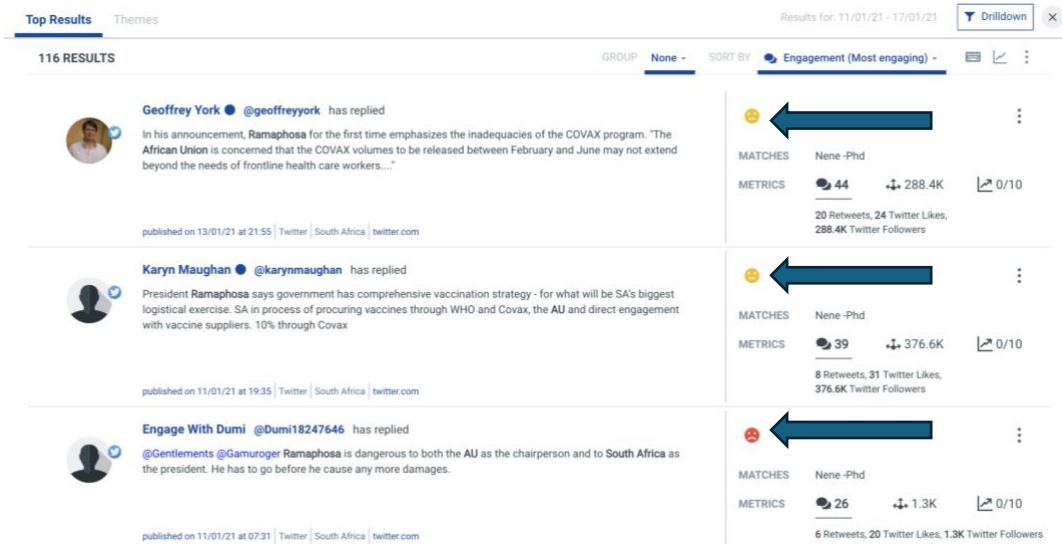 Top Results Themes Results for: 11/01/21 - 17/01/21 Drilldown
116 RESULTS GROUP None SORT BY Engagement (Most engaging)
Geoffrey York @geoffreyyork has replied
In his announcement, Ramaphosa for the first time emphasizes the inadequacies of the COVAX program. "The
African Union is concerned that the COVAX volumes to be released between February and June may not extend
beyond the needs of frontline health care workers...."
MATCHES Nene -Phd
METRICS 44 288.4K 0/10
20 Retweets, 24 Twitter Likes,
288.4K Twitter Followers
published on 13/01/21 at 21:55 Twitter South Africa twitter.com
Karyn Maughan @karynmaughan has replied
President Ramaphosa says government has comprehensive vaccination strategy - for what will be SA's biggest
logistical exercise. SA in process of procuring vaccines through WHO and Covax, the AU and direct engagement
with vaccine suppliers. 10% through Covax
MATCHES Nene -Phd
METRICS 39 376.6K 0/10
8 Retweets, 31 Twitter Likes,
376.6K Twitter Followers
published on 11/01/21 at 19:35 Twitter South Africa twitter.com
Engage With Dumi @Dumi18247646 has replied
@Gentlements @Gamuroger Ramaphosa is dangerous to both the AU as the chairperson and to South Africa as
the president. He has to go before he cause any more damages.
MATCHES Nene -Phd
METRICS 26 1.3K 0/10
6 Retweets, 20 Twitter Likes, 1.3K Twitter Followers
published on 11/01/21 at 07:31 Twitter South Africa twitter.com